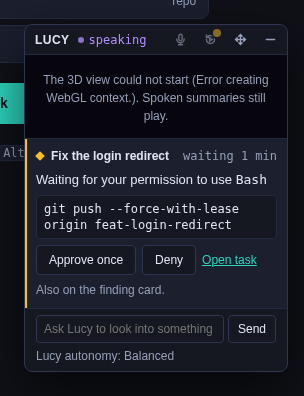 repo
LUCY speaking
The 3D view could not start (Error creating
WebGL context.). Spoken summaries still
play.
k
Alt
Fix the login redirect waiting 1 min
Waiting for your permission to use Bash
git push --force-with-lease
origin feat-login-redirect
Approve once Deny Open task
Also on the finding card.
Ask Lucy to look into something Send
Lucy autonomy: Balanced